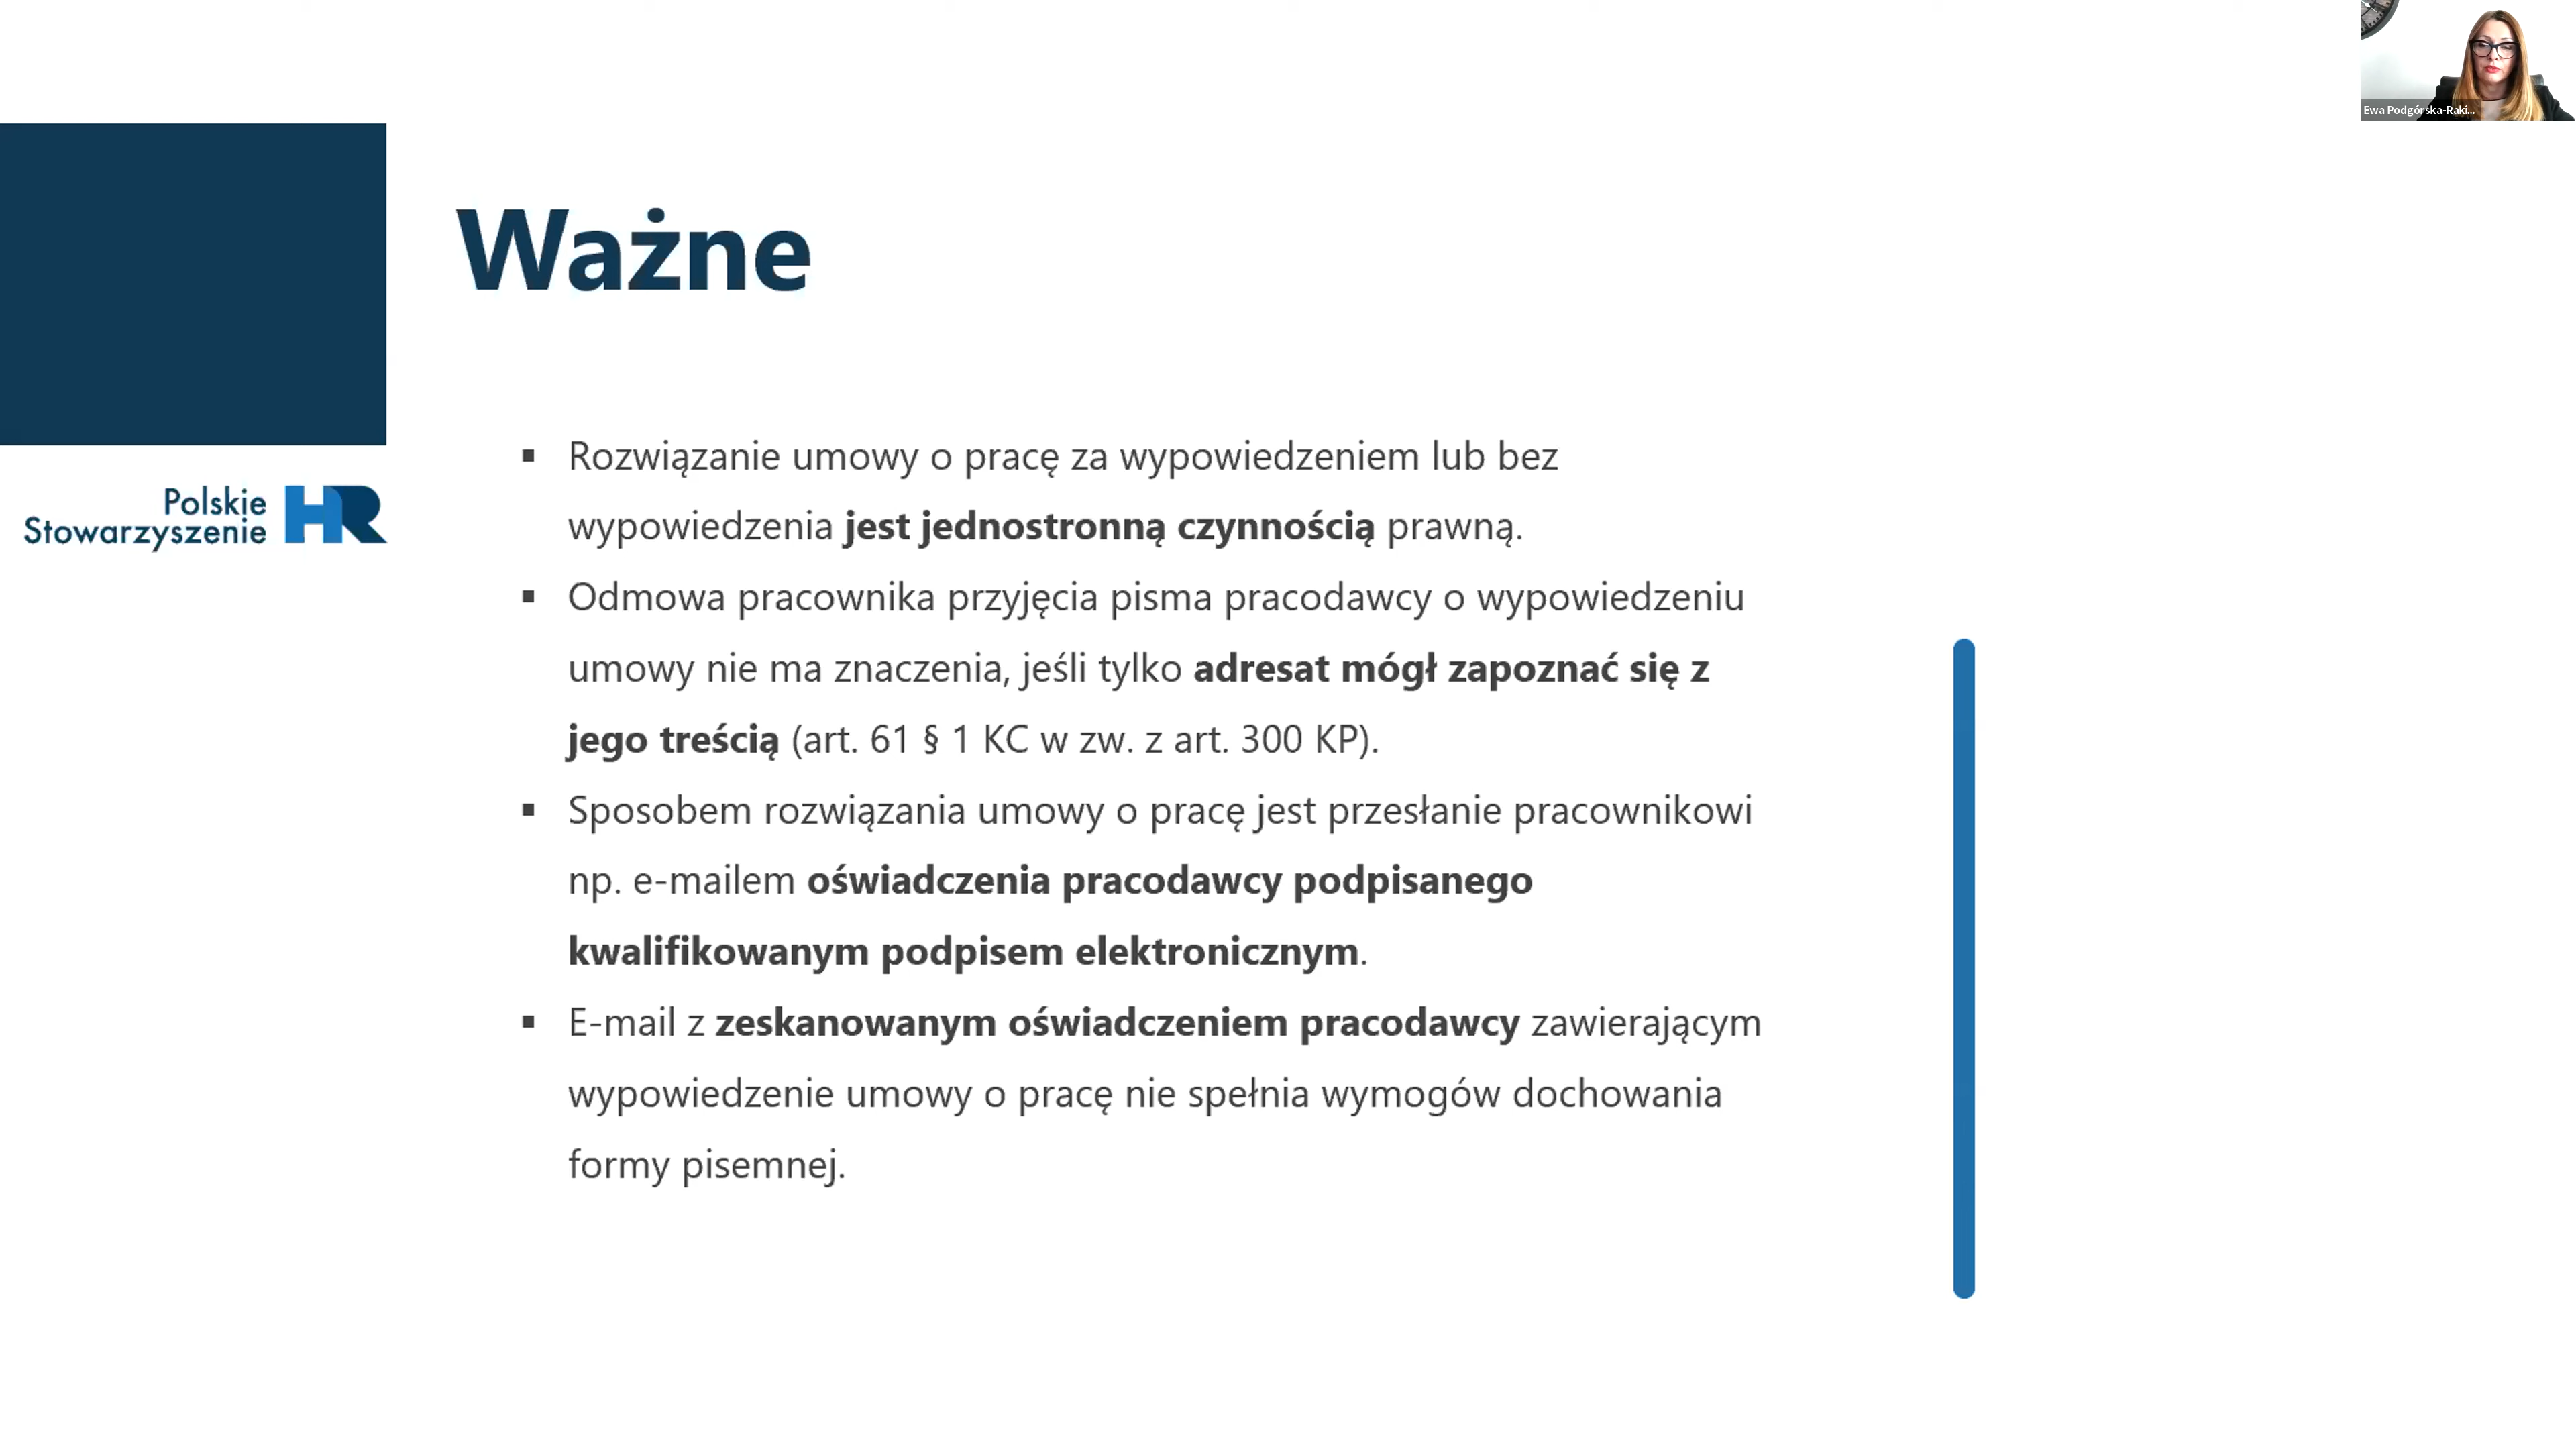 Ewa Podgórska-Raki...
Ważne
Polskie
Stowarzyszenie HR
▪ Rozwiązanie umowy o pracę za wypowiedzeniem lub bez
wypowiedzenia jest jednostronną czynnością prawną.
▪ Odmowa pracownika przyjęcia pisma pracodawcy o wypowiedzeniu
umowy nie ma znaczenia, jeśli tylko adresat mógł zapoznać się z
jego treścią (art. 61 § 1 KC w zw. z art. 300 KP).
▪ Sposobem rozwiązania umowy o pracę jest przesłanie pracownikowi
np. e-mailem oświadczenia pracodawcy podpisanego
kwalifikowanym podpisem elektronicznym.
▪ E-mail z zeskanowanym oświadczeniem pracodawcy zawierającym
wypowiedzenie umowy o pracę nie spełnia wymogów dochowania
formy pisemnej.